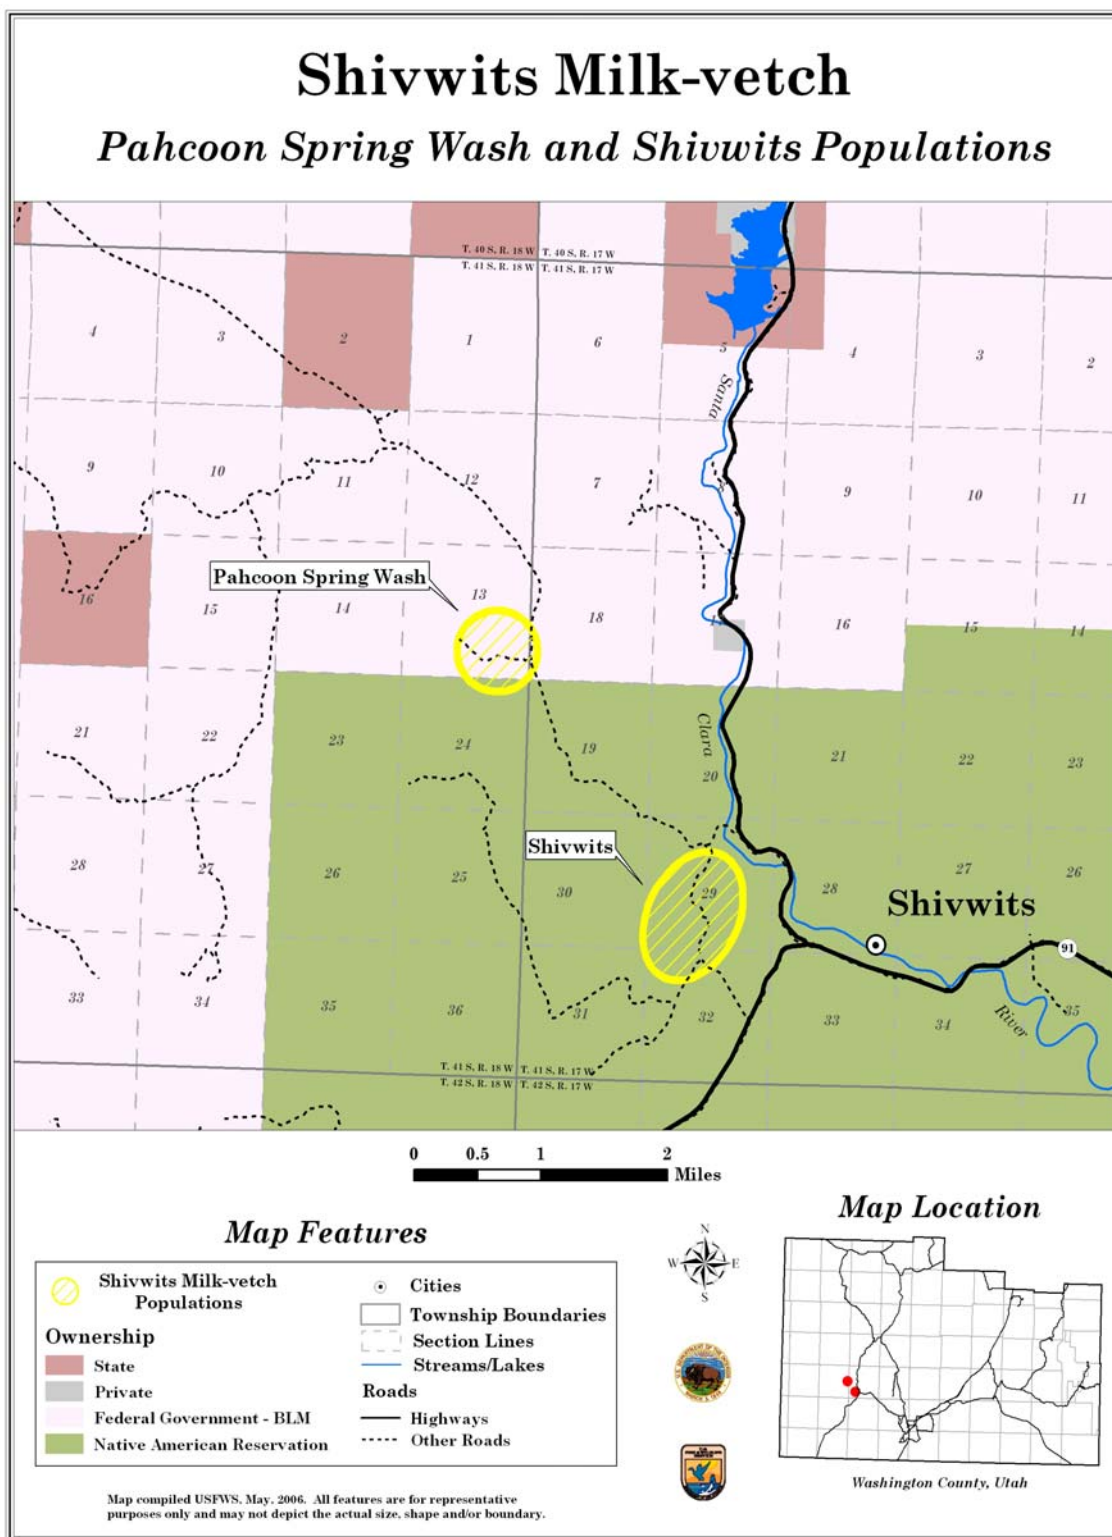 Shivwits Milk-vetch
Pahcoon Spring Wash and Shivwits Populations
T. 40 S, R. 18 W T. 40 S, R. 17 W
T. 41 S, R. 18 W T. 41 S, R. 17 W
4 3 2 1 6 5 4 3 2
Santa
9 10 11 12 7 8 9 10 11
Pahcoon Spring Wash
16 15 14 13 18 17 16 15 14
Clara
21 22 23 24 19 20 21 22 23
Shivwits
28 27 26 25 30 29 28 27 26
Shivwits
91
33 34 35 36 31 32 33 34 35
River
T. 41 S, R. 18 W T. 41 S, R. 17 W
T. 42 S, R. 18 W T. 42 S, R. 17 W
0 0.5 1 2
Miles
Map Features
Shivwits Milk-vetch
Populations
Ownership
State
Private
Federal Government - BLM
Native American Reservation
Cities
Township Boundaries
Section Lines
Streams/Lakes
Roads
Highways
Other Roads
N
W E
S
Map Location
Washington County, Utah
Map compiled USFWS, May, 2006. All features are for representative
purposes only and may not depict the actual size, shape and/or boundary.